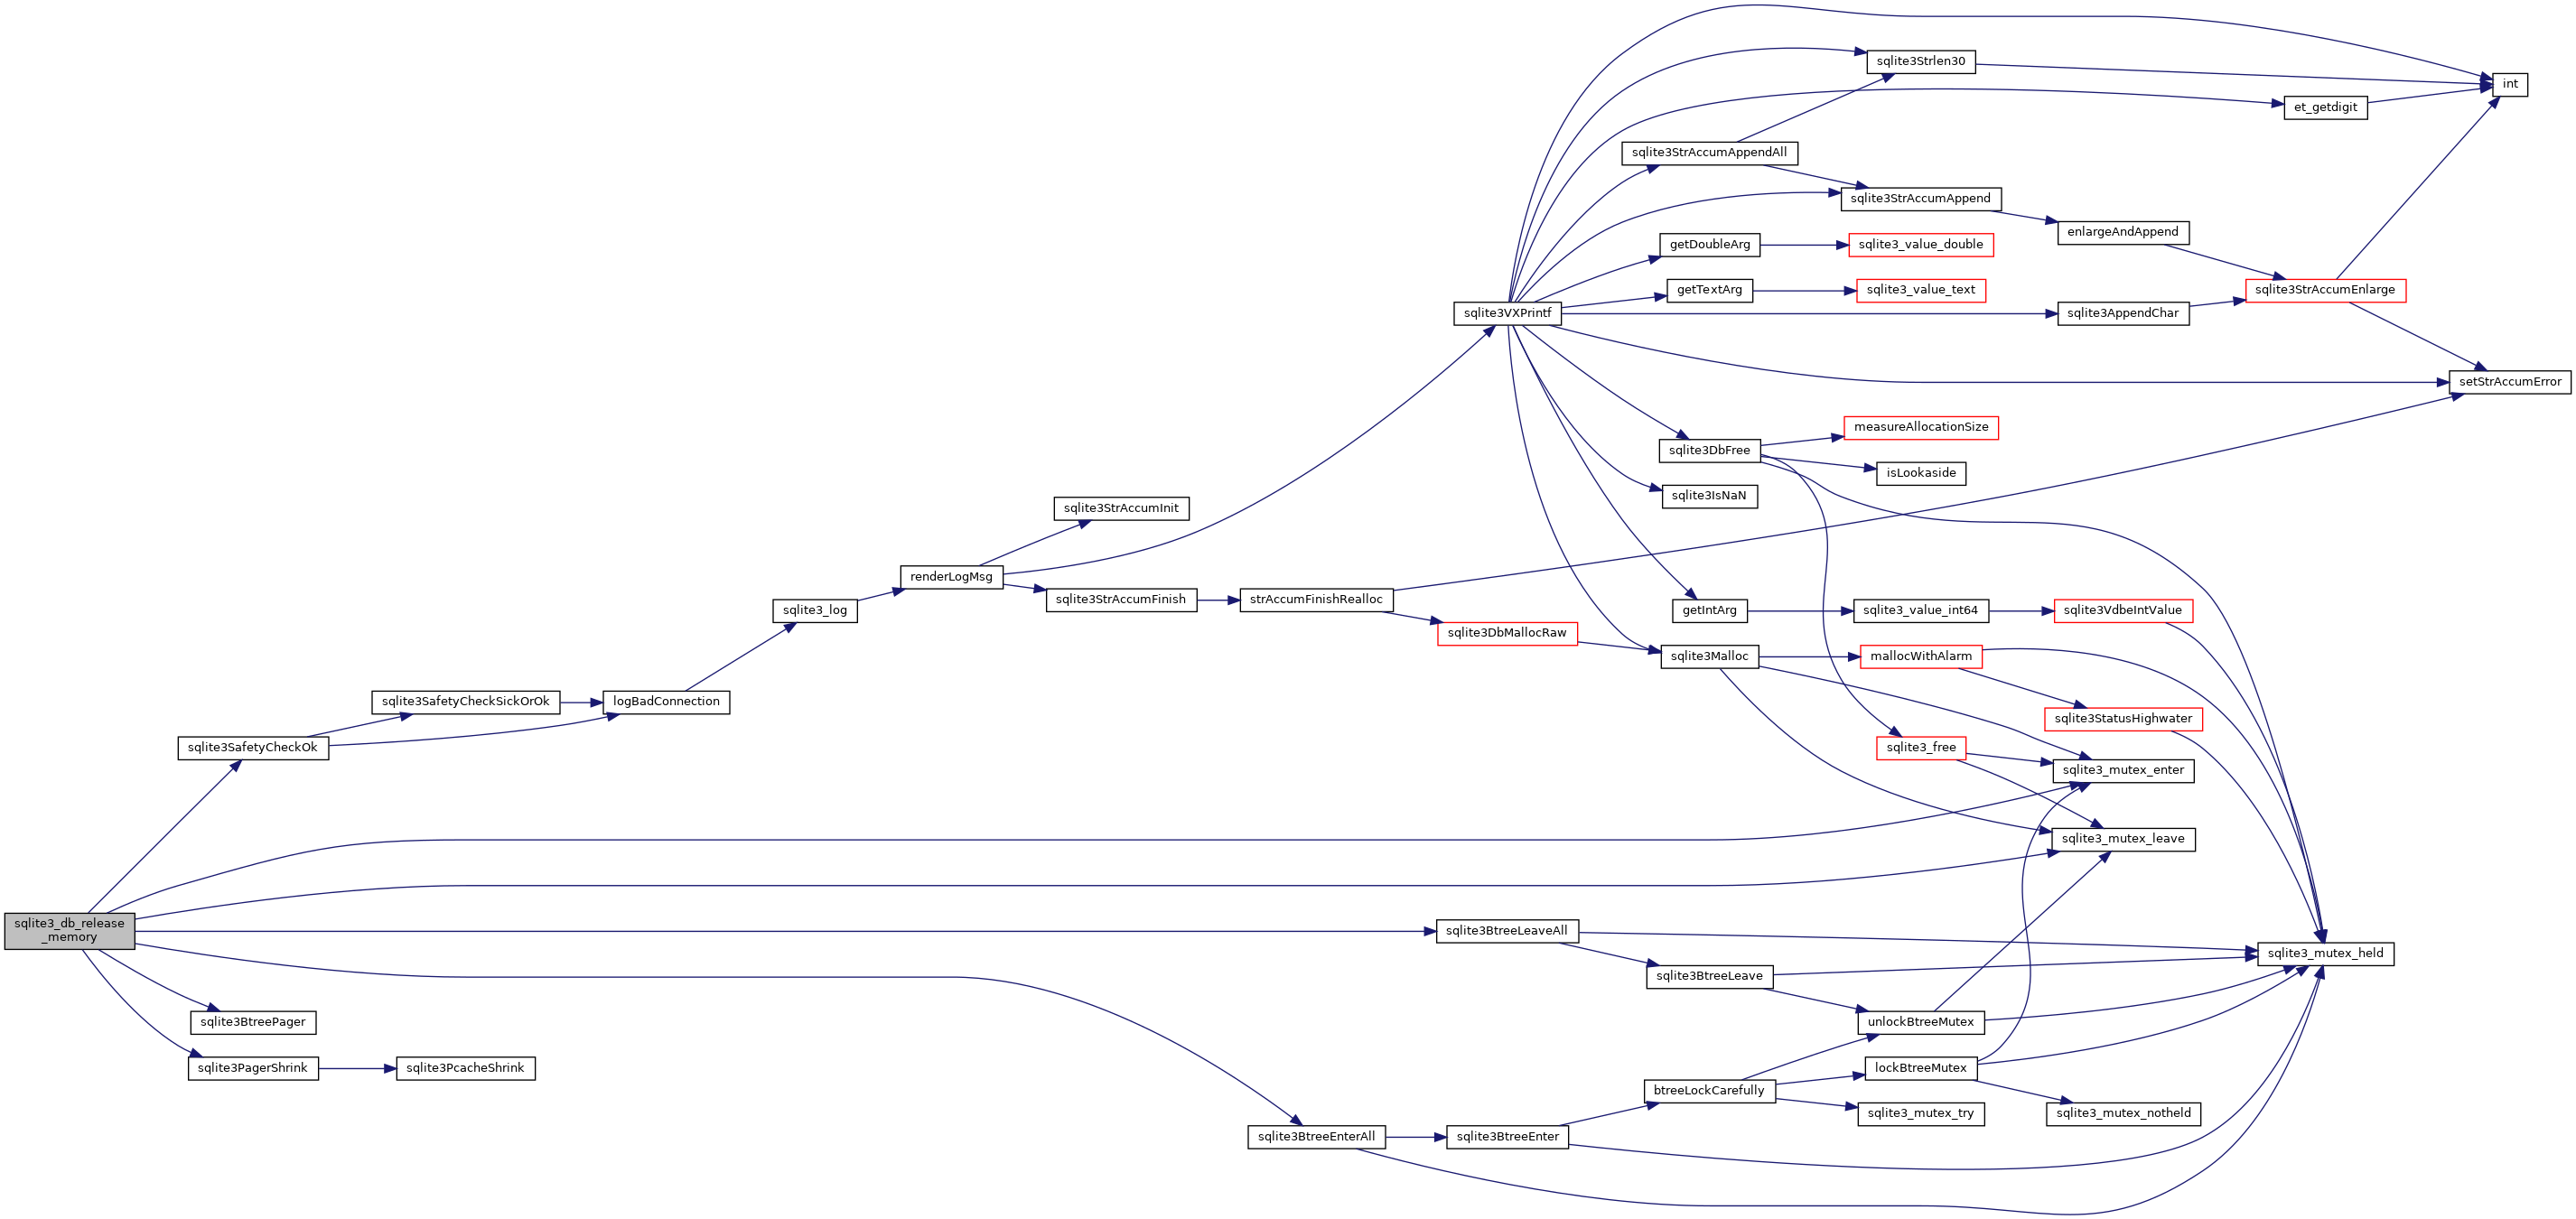 sqlite3_db_release
_memory
sqlite3SafetyCheckOk
sqlite3BtreePager
sqlite3PagerShrink
sqlite3SafetyCheckSickOrOk
sqlite3PcacheShrink
logBadConnection
sqlite3_log
renderLogMsg
sqlite3StrAccumInit
sqlite3StrAccumFinish
strAccumFinishRealloc
sqlite3BtreeEnterAll
sqlite3VXPrintf
sqlite3DbMallocRaw
sqlite3BtreeLeaveAll
sqlite3BtreeEnter
sqlite3StrAccumAppendAll
getDoubleArg
getTextArg
sqlite3DbFree
sqlite3IsNaN
getIntArg
sqlite3Malloc
sqlite3BtreeLeave
btreeLockCarefully
sqlite3Strlen30
sqlite3StrAccumAppend
sqlite3_value_double
sqlite3_value_text
measureAllocationSize
isLookaside
sqlite3_value_int64
mallocWithAlarm
sqlite3_free
unlockBtreeMutex
lockBtreeMutex
sqlite3_mutex_try
enlargeAndAppend
sqlite3AppendChar
sqlite3VdbeIntValue
sqlite3StatusHighwater
sqlite3_mutex_enter
sqlite3_mutex_leave
sqlite3_mutex_notheld
et_getdigit
sqlite3StrAccumEnlarge
sqlite3_mutex_held
int
setStrAccumError